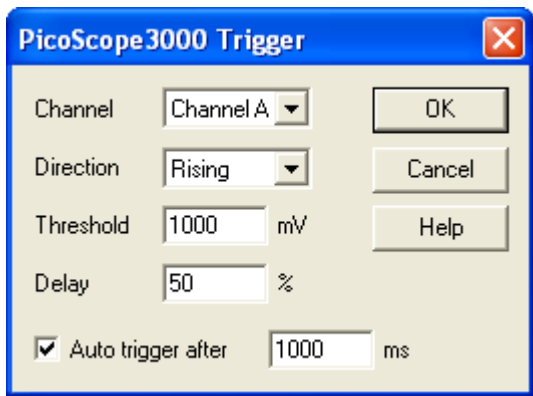 PicoScope3000 Trigger
Channel Channel A OK
Direction Rising Cancel
Threshold 1000 mV Help
Delay 50 %
Auto trigger after 1000 ms